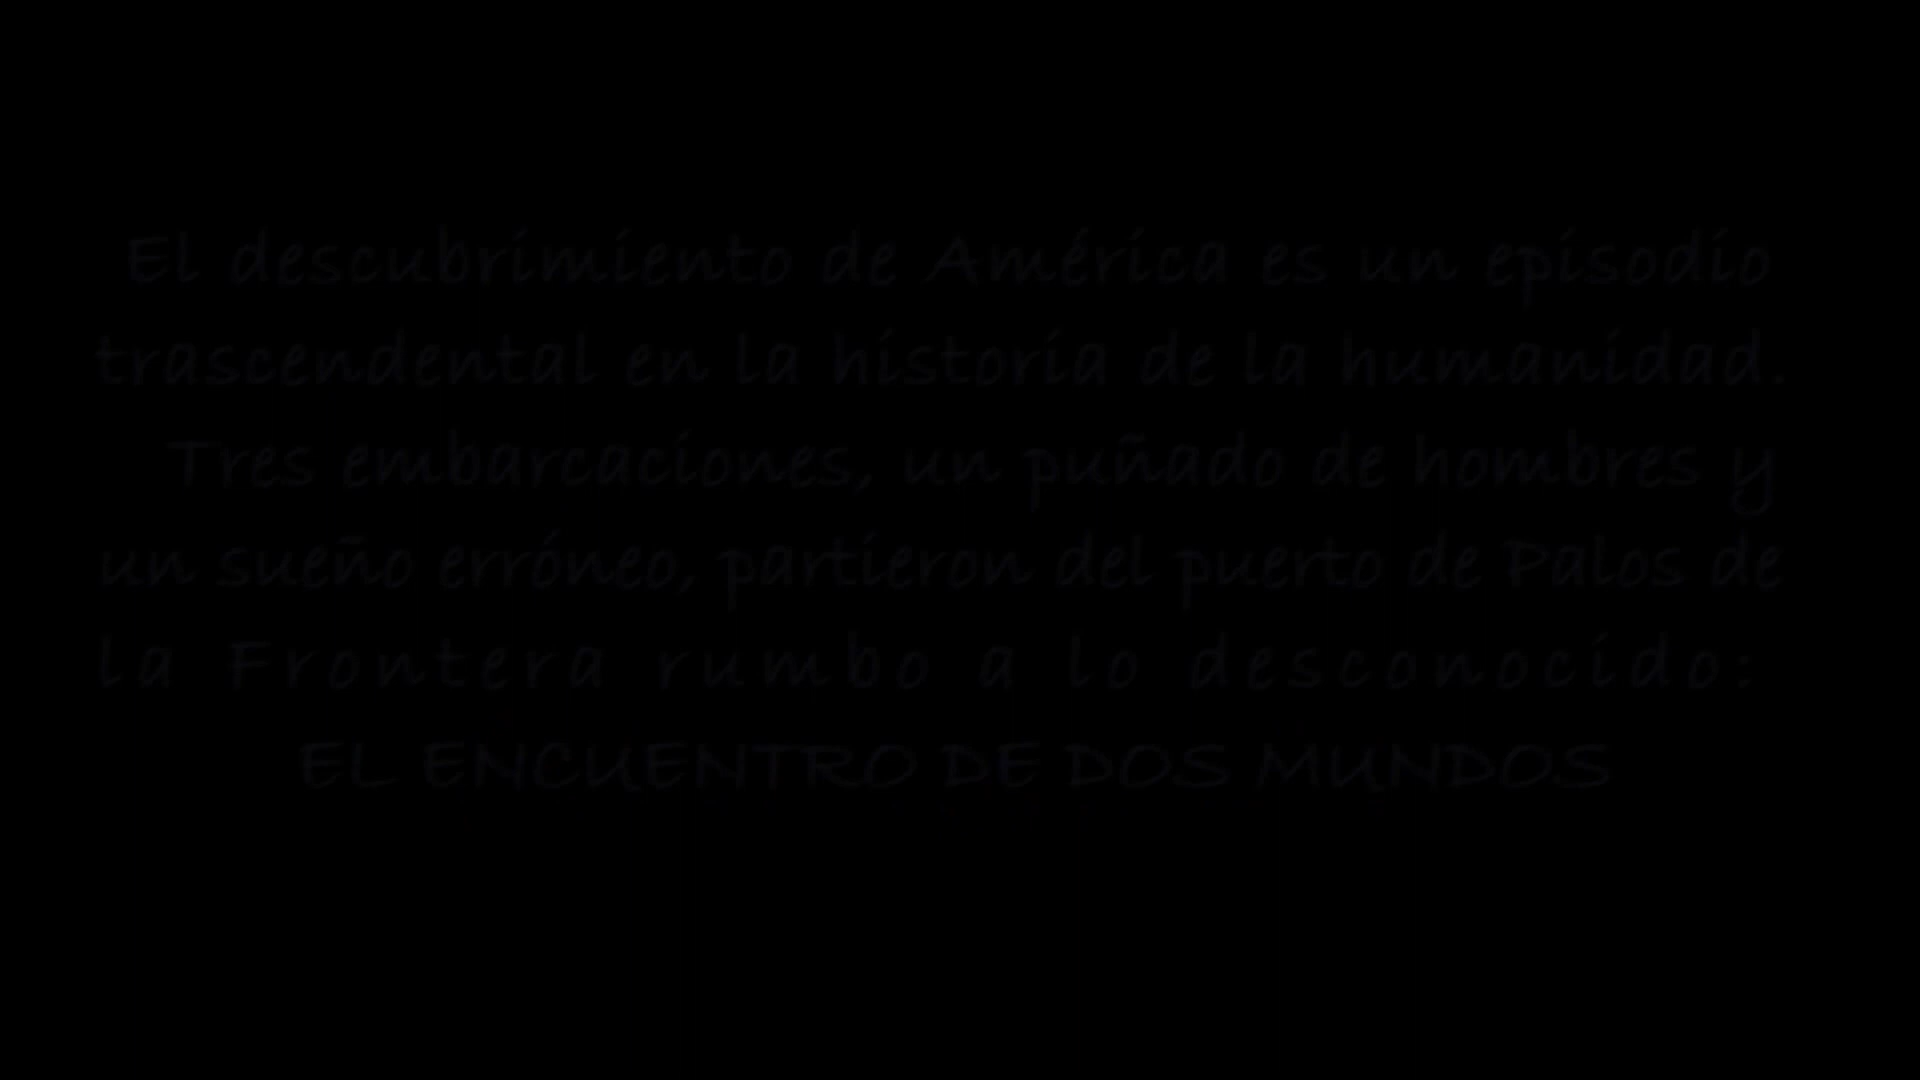 El descubrimiento de América es un episodio
trascendental en la historia de la humanidad.
Tres embarcaciones, un puñado de hombres y
un sueño erróneo, partieron del puerto de Palos de
la Frontera rumbo a lo desconocido:
EL ENCUENTRO DE DOS MUNDOS